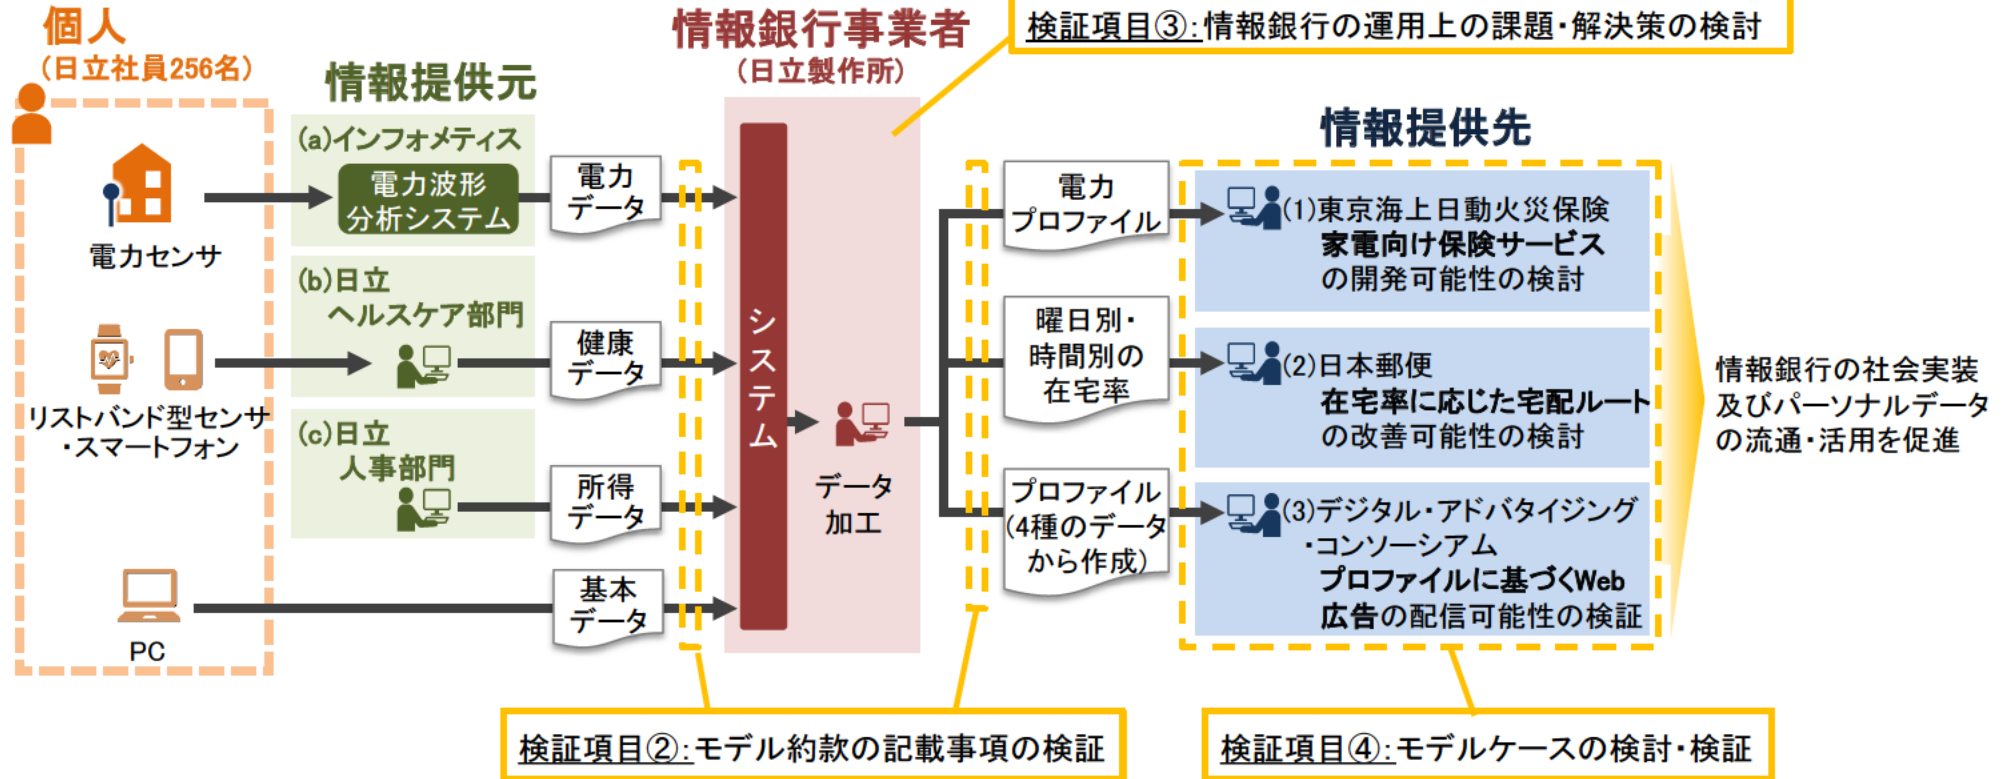 個人
(日立社員256名)
電力センサ
リストバンド型センサ
・スマートフォン
PC
情報提供元
(a)インフォメティス
電力波形
分析システム
(b)日立
ヘルスケア部門
(c)日立
人事部門
電力
データ
健康
データ
所得
データ
基本
データ
情報銀行事業者
(日立製作所)
システム
データ
加工
検証項目③:情報銀行の運用上の課題・解決策の検討
電力
プロファイル
曜日別・
時間別の
在宅率
プロファイル
(4種のデータ
から作成)
情報提供先
(1)東京海上日動火災保険
家電向け保険サービス
の開発可能性の検討
(2)日本郵便
在宅率に応じた宅配ルート
の改善可能性の検討
(3)デジタル・アドバタイジング
・コンソーシアム
プロファイルに基づくWeb
広告の配信可能性の検証
情報銀行の社会実装
及びパーソナルデータ
の流通・活用を促進
検証項目②:モデル約款の記載事項の検証
検証項目④:モデルケースの検討・検証